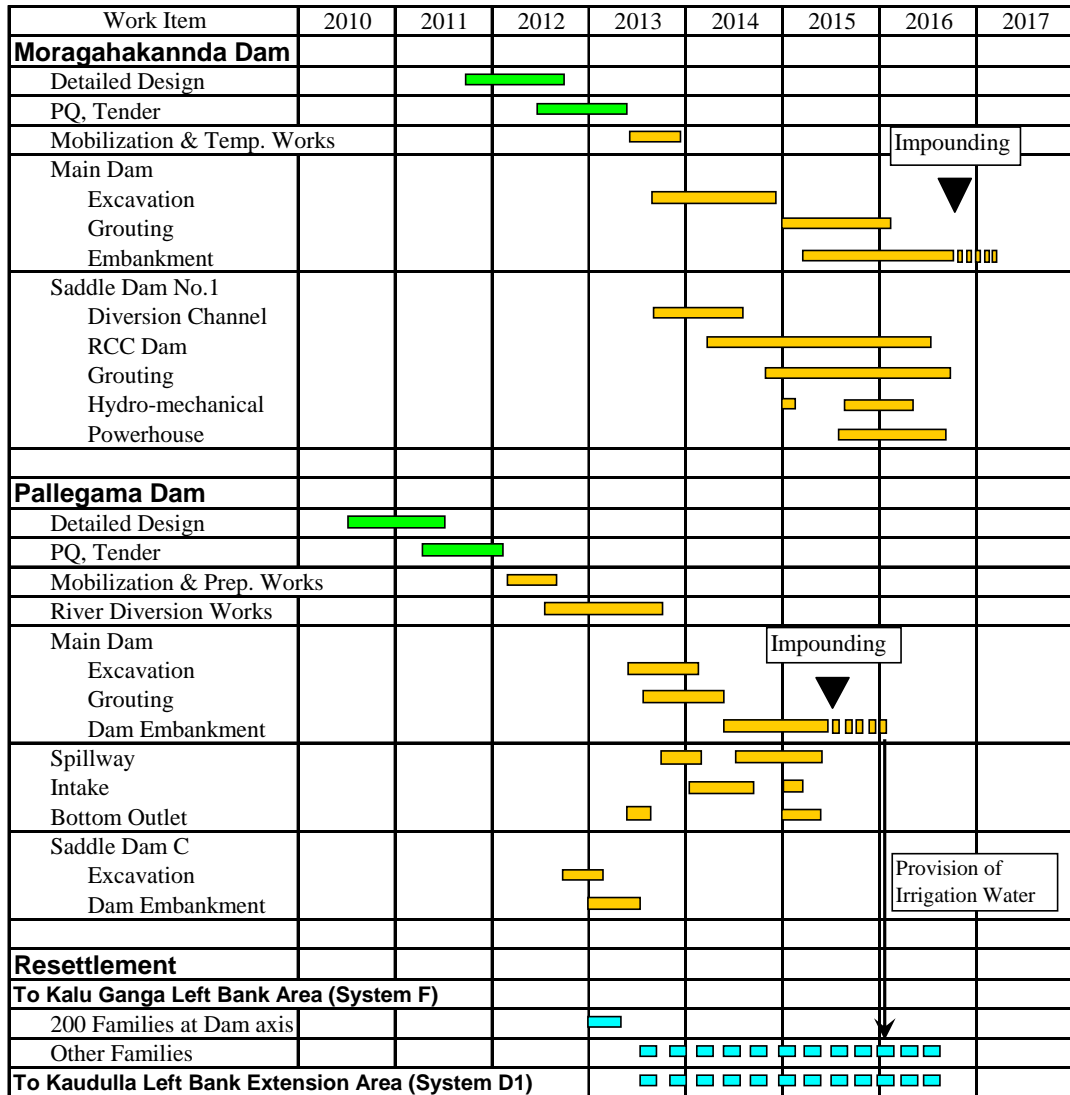 Work Item 2010 2011 2012 2013 2014 2015 2016 2017
Moragahakannda Dam
Detailed Design
PQ, Tender
Mobilization & Temp. Works
Impounding
Main Dam
Excavation
Grouting
Embankment
Saddle Dam No.1
Diversion Channel
RCC Dam
Grouting
Hydro-mechanical
Powerhouse
Pallegama Dam
Detailed Design
PQ, Tender
Mobilization & Prep. Works
River Diversion Works
Main Dam
Impounding
Excavation
Grouting
Dam Embankment
Spillway
Intake
Bottom Outlet
Saddle Dam C
Excavation
Provision of
Irrigation Water
Dam Embankment
Resettlement
To Kalu Ganga Left Bank Area (System F)
200 Families at Dam axis
Other Families
To Kaudulla Left Bank Extension Area (System D1)